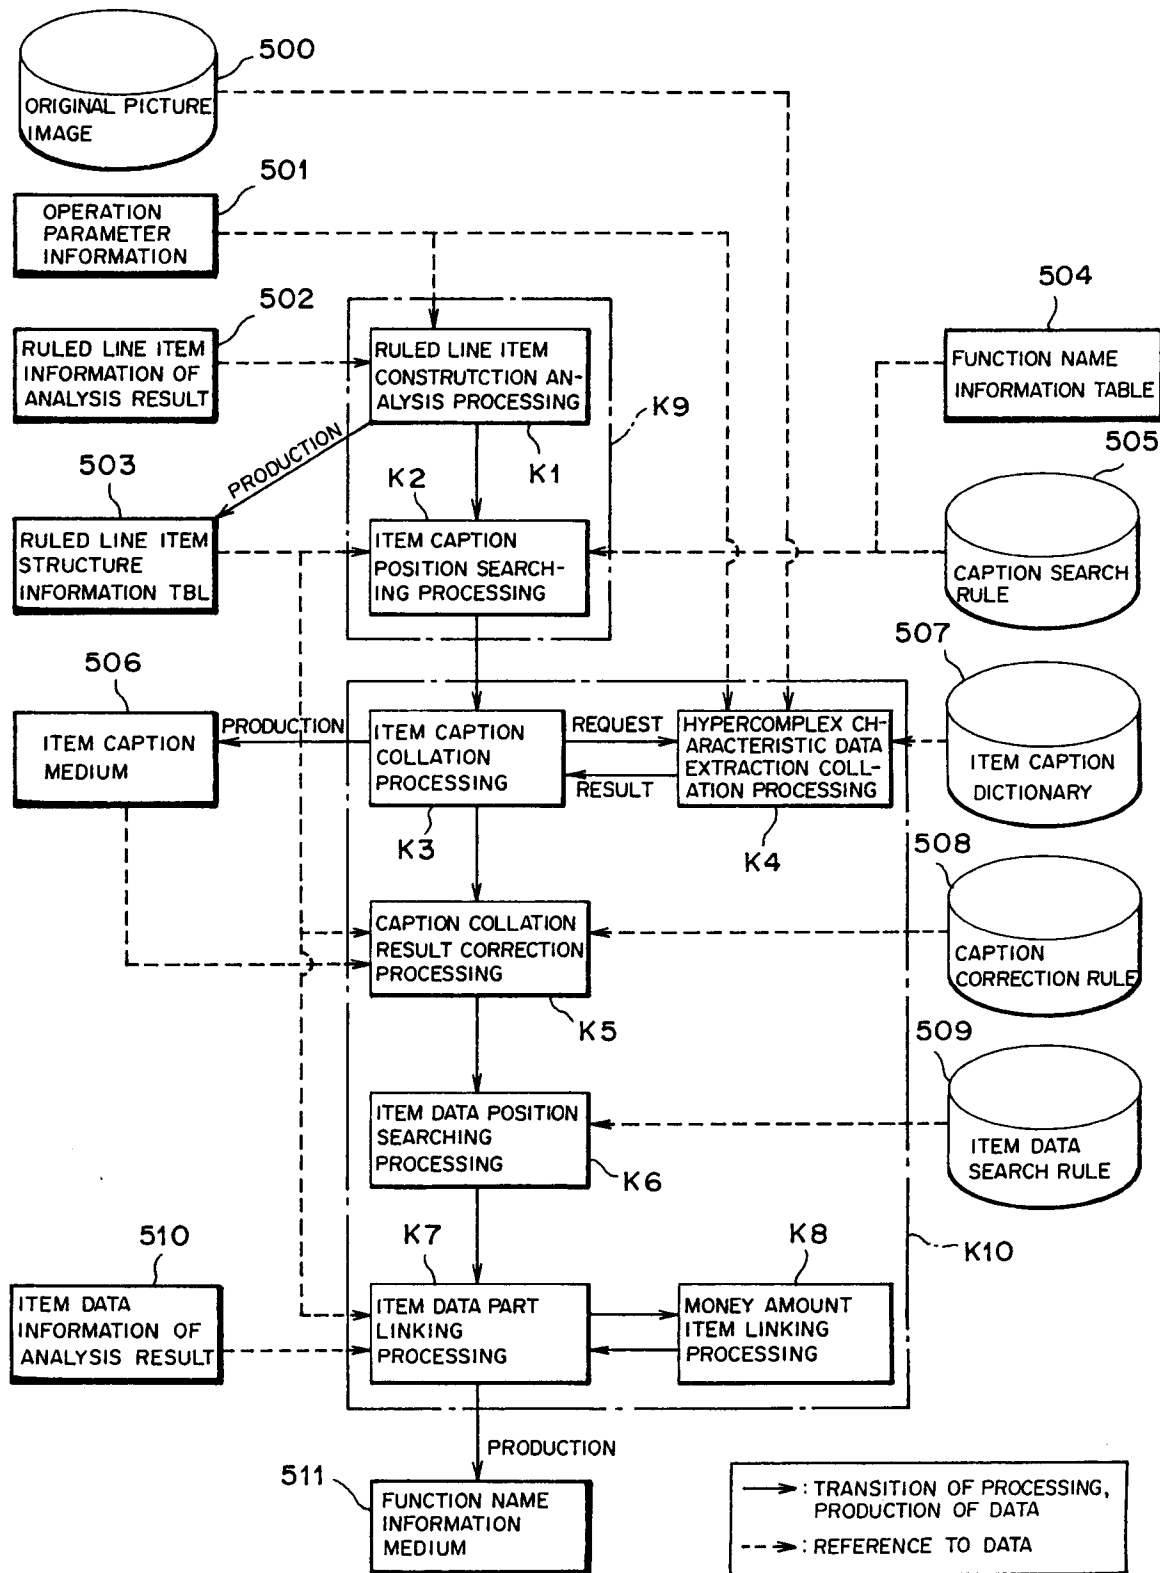 500
ORIGINAL PICTURE
IMAGE
501
OPERATION
PARAMETER
INFORMATION
502
RULED LINE ITEM
INFORMATION OF
ANALYSIS RESULT
RULED LINE ITEM
CONSTRUTCTION AN-
ALYSIS PROCESSING
504
FUNCTION NAME
INFORMATION TABLE
K9
K1
PRODUCTION
503
RULED LINE ITEM
STRUCTURE
INFORMATION TBL
K2
ITEM CAPTION
POSITION SEARCH-
ING PROCESSING
505
CAPTION SEARCH
RULE
506
ITEM CAPTION
MEDIUM
PRODUCTION
ITEM CAPTION
COLLATION
PROCESSING
K3
REQUEST
RESULT
HYPERCOMPLEX CH-
ARACTERISTIC DATA
EXTRACTION COLL-
ATION PROCESSING
K4
507
ITEM CAPTION
DICTIONARY
508
CAPTION
CORRECTION RULE
CAPTION COLLATION
RESULT CORRECTION
PROCESSING
K5
509
ITEM DATA
SEARCH RULE
ITEM DATA POSITION
SEARCHING
PROCESSING
K6
K10
510
ITEM DATA
INFORMATION OF
ANALYSIS RESULT
K7
ITEM DATA PART
LINKING
PROCESSING
K8
MONEY AMOUNT
ITEM LINKING
PROCESSING
PRODUCTION
511
FUNCTION NAME
INFORMATION
MEDIUM
: TRANSITION OF PROCESSING,
PRODUCTION OF DATA
: REFERENCE TO DATA